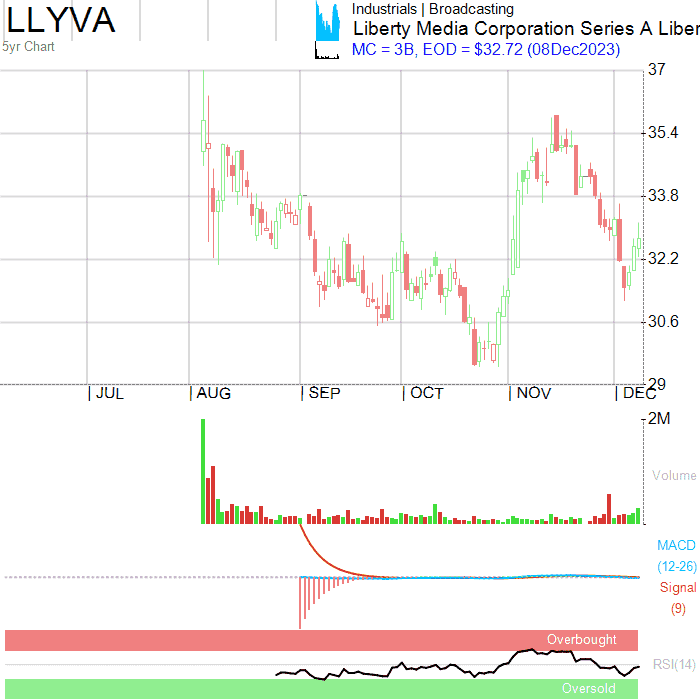 LLYVA
Industrials | Broadcasting
Liberty Media Corporation Series A Liber
5yr Chart
MC = 3B, EOD = $32.72 (08Dec2023)
37
35.4
33.8
32.2
30.6
29
| JUL
| AUG
| SEP
| OCT
| NOV
| DEC
2M
Volume
MACD
(12-26)
Signal
(9)
Overbought
RSI(14)
Oversold